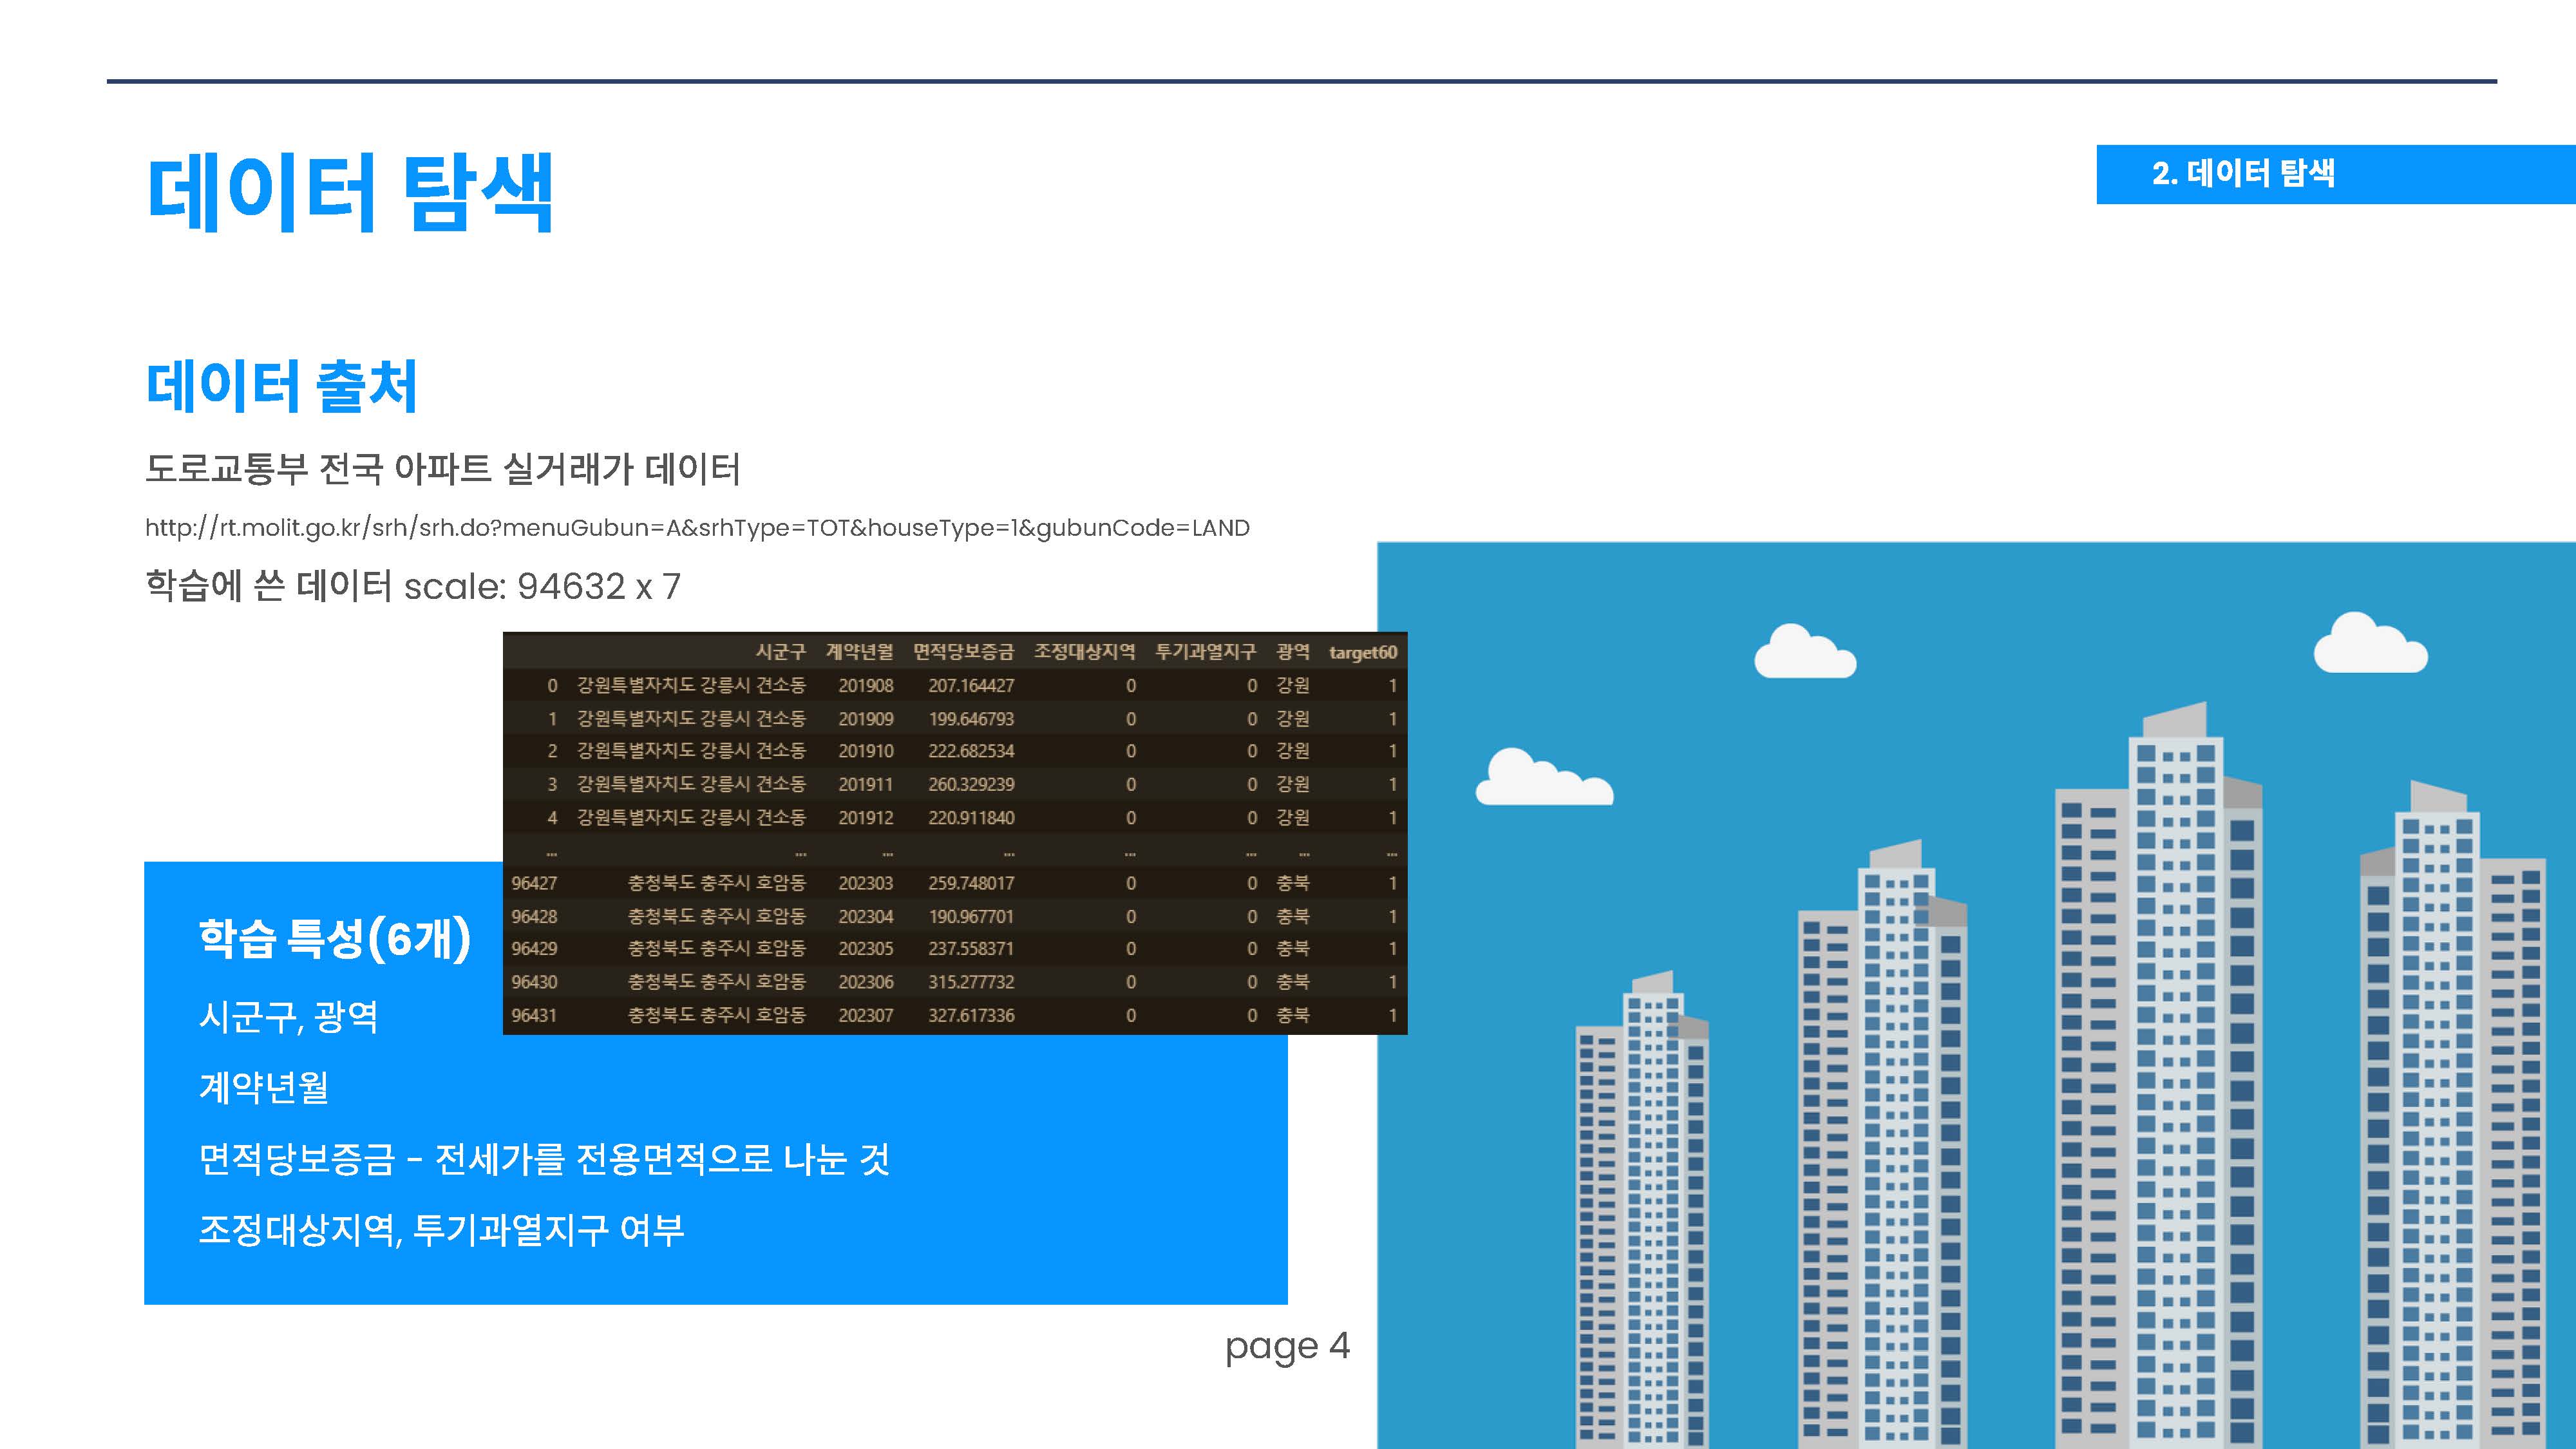 데이터 탐색
2. 데이터 탐색
데이터 출처
도로교통부 전국 아파트 실거래가 데이터
http://rt.molit.go.kr/srh/srh.do?menuGubun=A&srhType=TOT&houseType=1&gubunCode=LAND
학습에 쓴 데이터 scale: 94632 x 7
시군구 계약년월 면적당보증금 조정대상지역 투기과열지구 광역 target60
0 강원특별자치도 강릉시 견소동 201908 207.164427 0 0 강원 1
1 강원특별자치도 강릉시 견소동 201909 199.646793 0 0 강원 1
2 강원특별자치도 강릉시 견소동 201910 222.682534 0 0 강원 1
3 강원특별자치도 강릉시 견소동 201911 260.329239 0 0 강원 1
4 강원특별자치도 강릉시 견소동 201912 220.911840 0 0 강원 1
... ... ... ... ... ... ... ...
96427 충청북도 충주시 호암동 202303 259.748017 0 0 충북 1
96428 충청북도 충주시 호암동 202304 190.967701 0 0 충북 1
96429 충청북도 충주시 호암동 202305 237.558371 0 0 충북 1
96430 충청북도 충주시 호암동 202306 315.277732 0 0 충북 1
96431 충청북도 충주시 호암동 202307 327.617336 0 0 충북 1
학습 특성(6개)
시군구, 광역
계약년월
면적당보증금 - 전세가를 전용면적으로 나눈 것
조정대상지역, 투기과열지구 여부
page 4